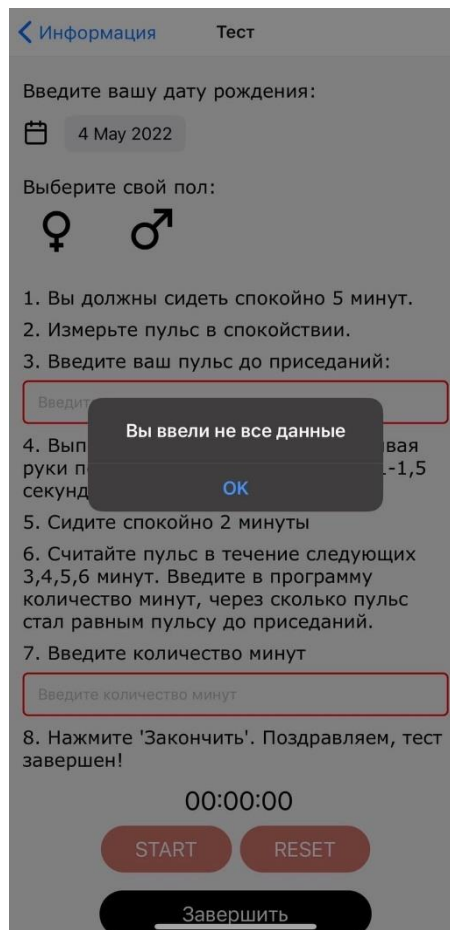 Информация
Тест
Введите вашу дату рождения:
4 May 2022
Выберите свой пол:
1. Вы должны сидеть спокойно 5 минут.
2. Измерьте пульс в спокойствии.
3. Введите ваш пульс до приседаний:
Вы ввели не все данные
OK
4.
руки
1,5
секунд
5. Сидите спокойно 2 минуты
6. Считайте пульс в течение следующих
3,4,5,6 минут. Введите в программу
количество минут, через сколько пульс
стал равным пульсу до приседаний.
7. Введите количество минут
Введите количество минут
8. Нажмите 'Закончить'. Поздравляем, тест
завершен!
00:00:00
START
RESET
Завершить